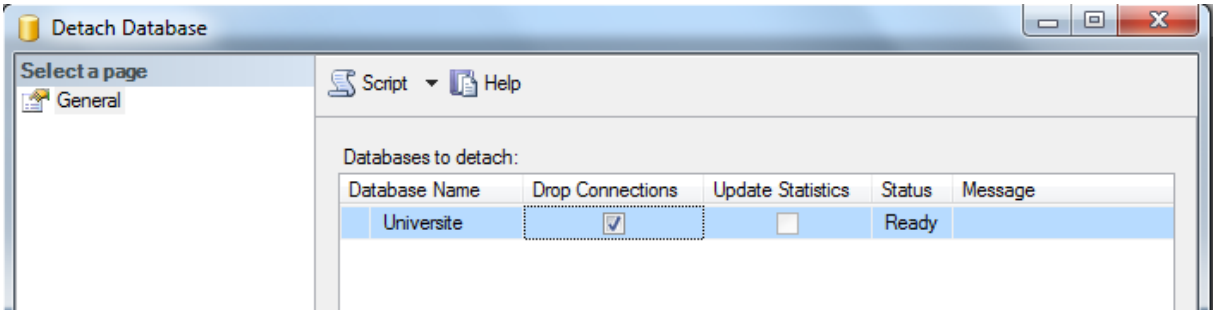 Detach Database
Select a page
General
Script Help
Databases to detach:
Database Name Drop Connections Update Statistics Status Message
Universite Ready